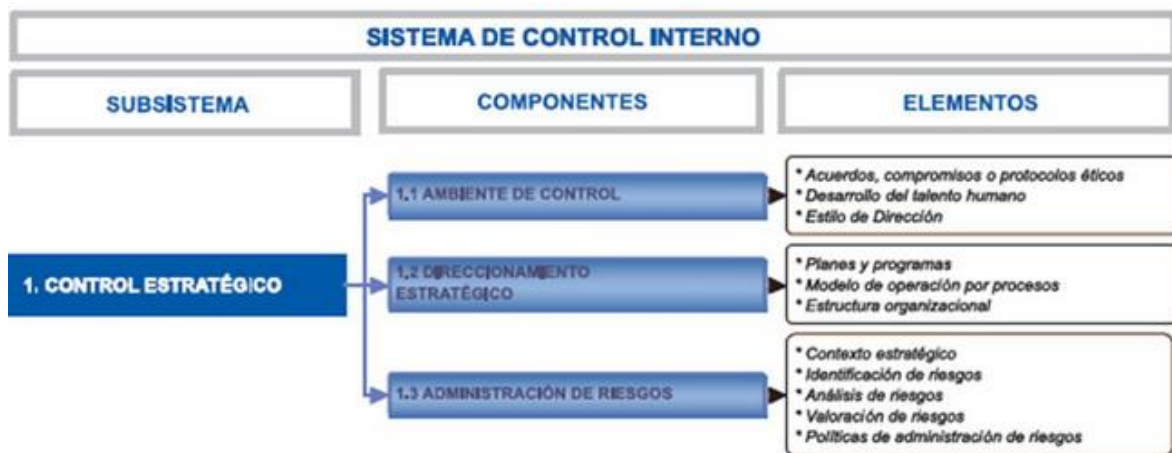 SISTEMA DE CONTROL INTERNO
SUBSISTEMA
COMPONENTES
ELEMENTOS
1. CONTROL ESTRATÉGICO
1.1 AMBIENTE DE CONTROL
* Acuerdos, compromisos o protocolos éticos
* Desarrollo del talento humano
* Estilo de Dirección
1.2 DIRECCIONAMIENTO
ESTRATÉGICO
* Planes y programas
* Modelo de operación por procesos
* Estructura organizacional
1.3 ADMINISTRACIÓN DE RIESGOS
* Contexto estratégico
* Identificación de riesgos
* Análisis de riesgos
* Valoración de riesgos
* Políticas de administración de riesgos